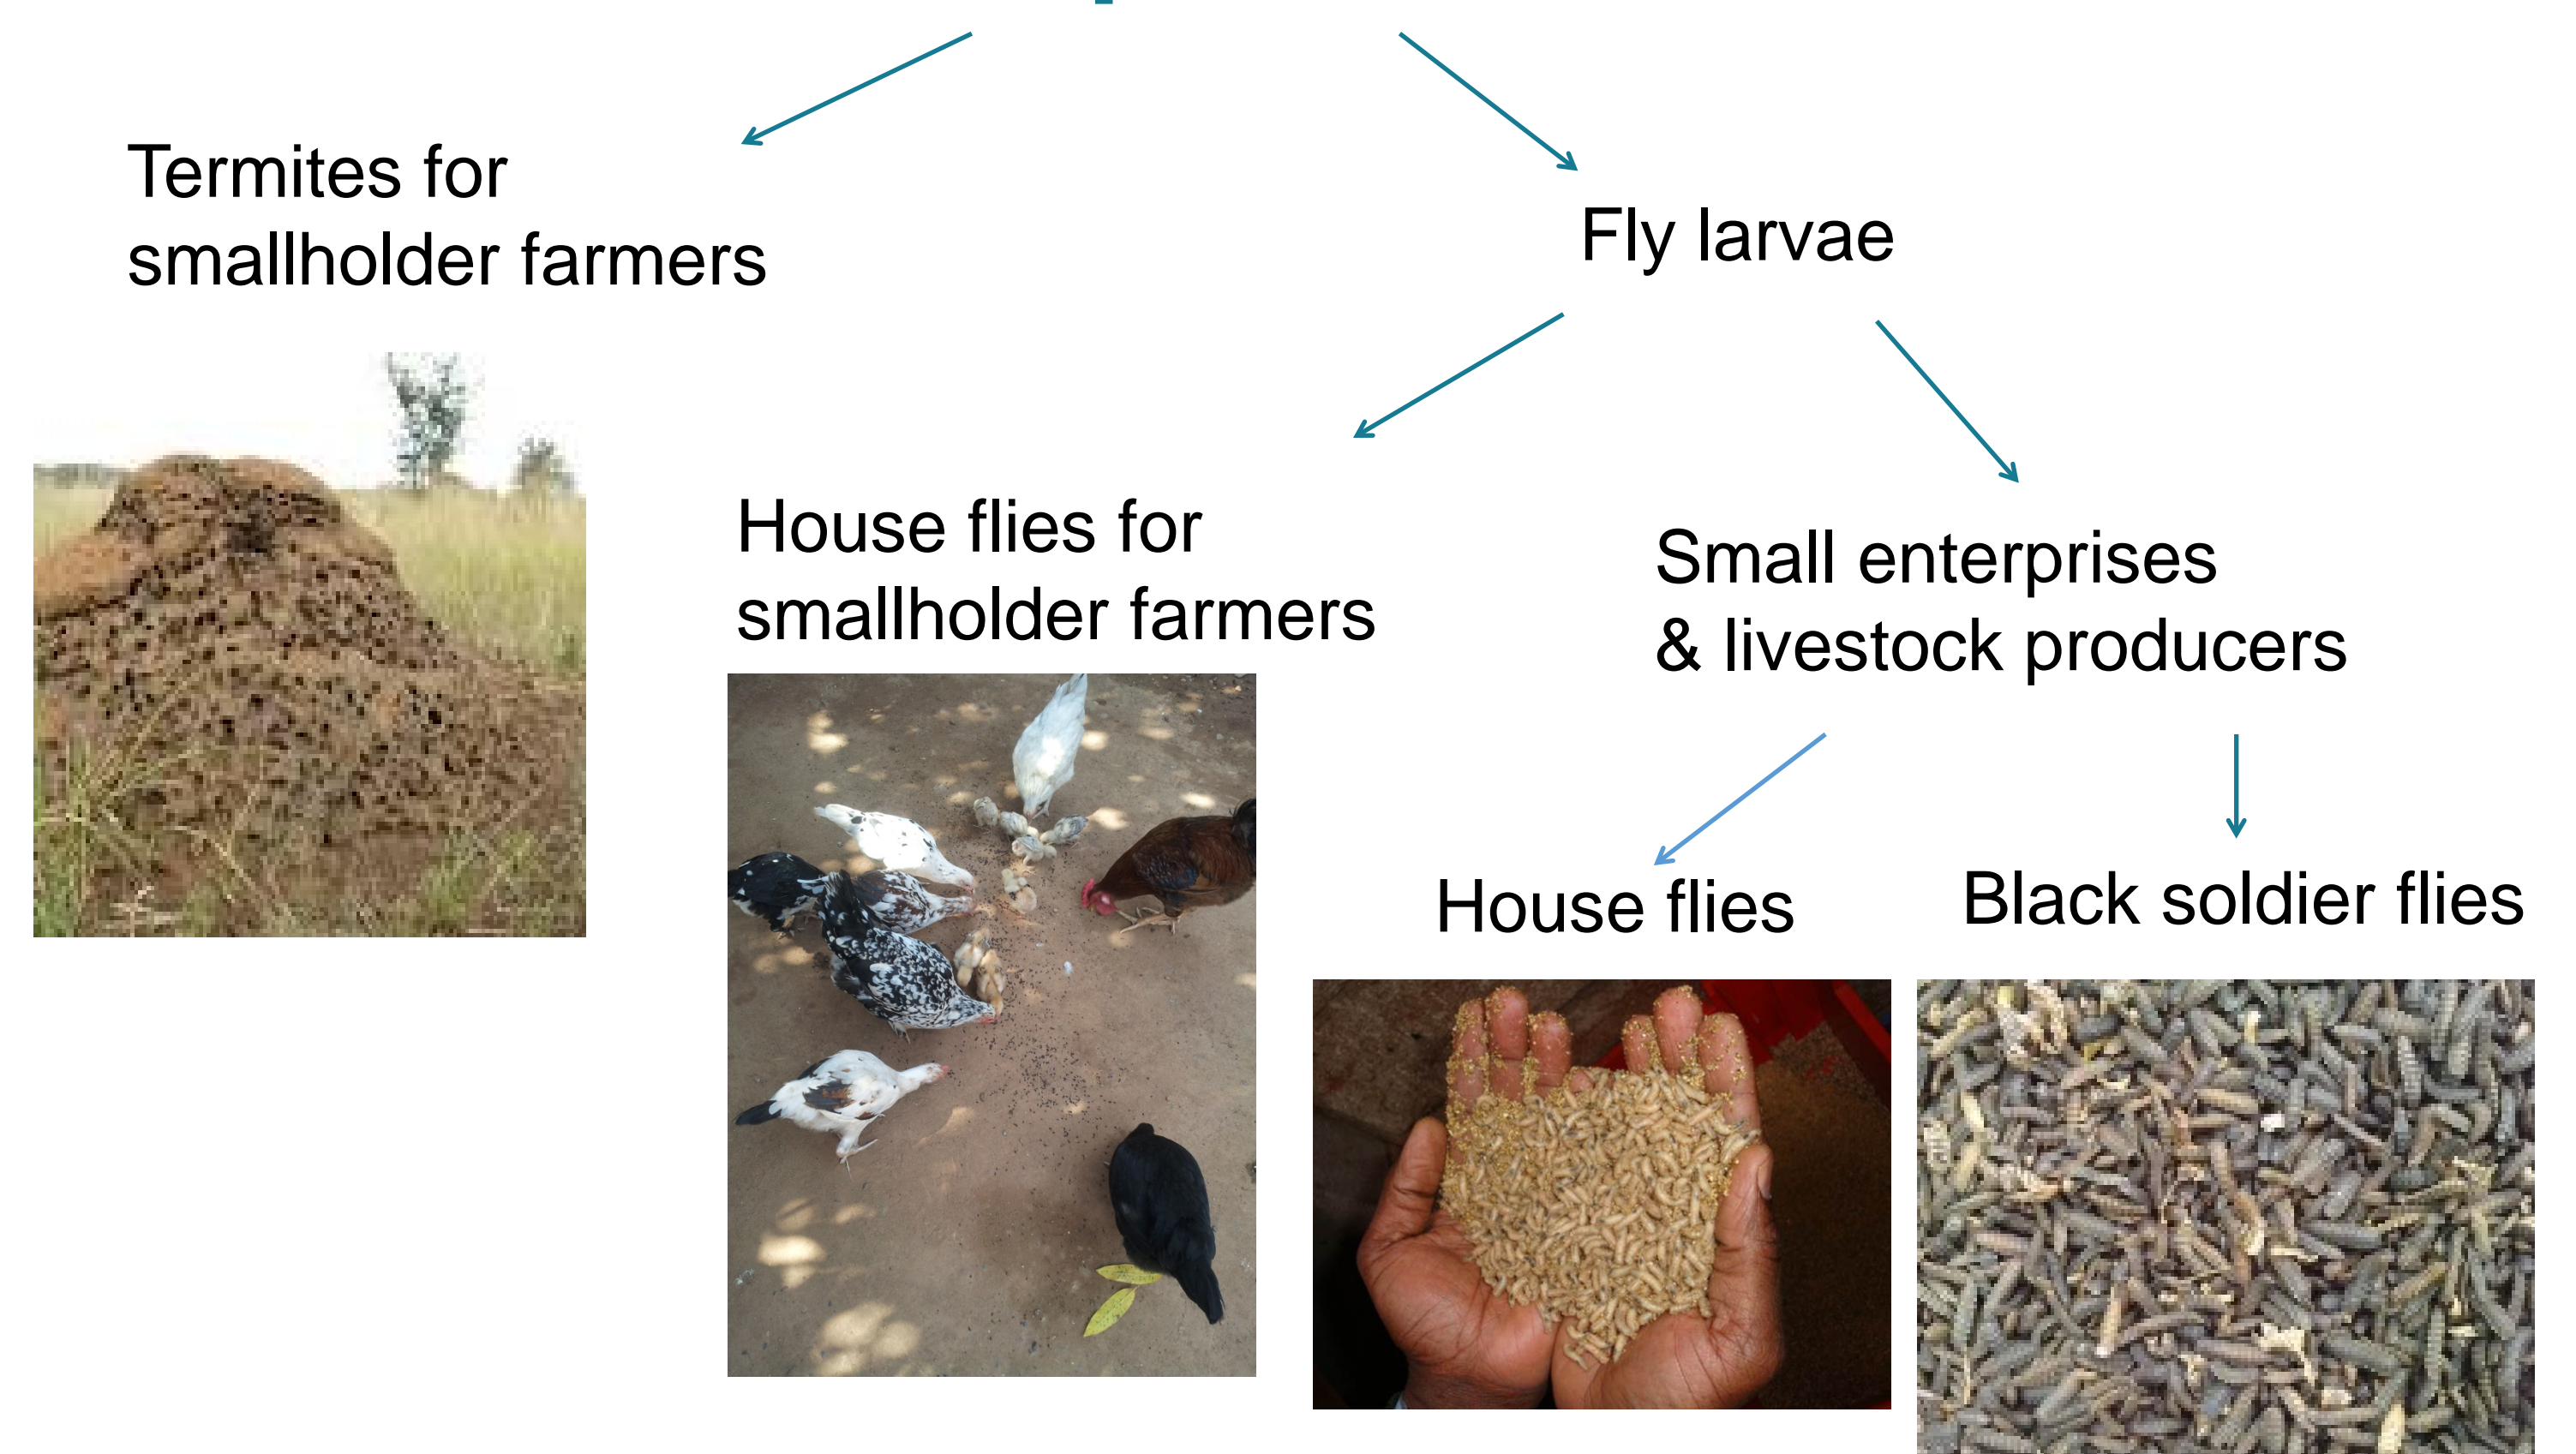 Termites for
smallholder farmers
Fly larvae
House flies for
smallholder farmers
Small enterprises
& livestock producers
House flies
Black soldier flies